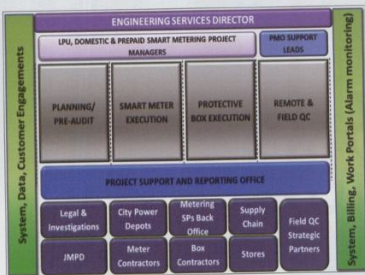 ENGINEERING SERVICES DIRECTOR
LPU, DOMESTIC & PREPAID SMART METERING PROJECT
MANAGERS
PMO SUPPORT
LEADS
System, Data, Customer Engagements
PLANNING/
PRE-AUDIT
SMART METER
EXECUTION
PROTECTIVE
BOX EXECUTION
REMOTE &
FIELD QC
System, Billing, Work Portals (Alarm monitoring)
PROJECT SUPPORT AND REPORTING OFFICE
Legal &
Investigations
City Power
Depots
Metering
SPs Back
Office
Supply
Chain
Field QC
Strategic
Partners
JMPD
Meter
Contractors
Box
Contractors
Stores